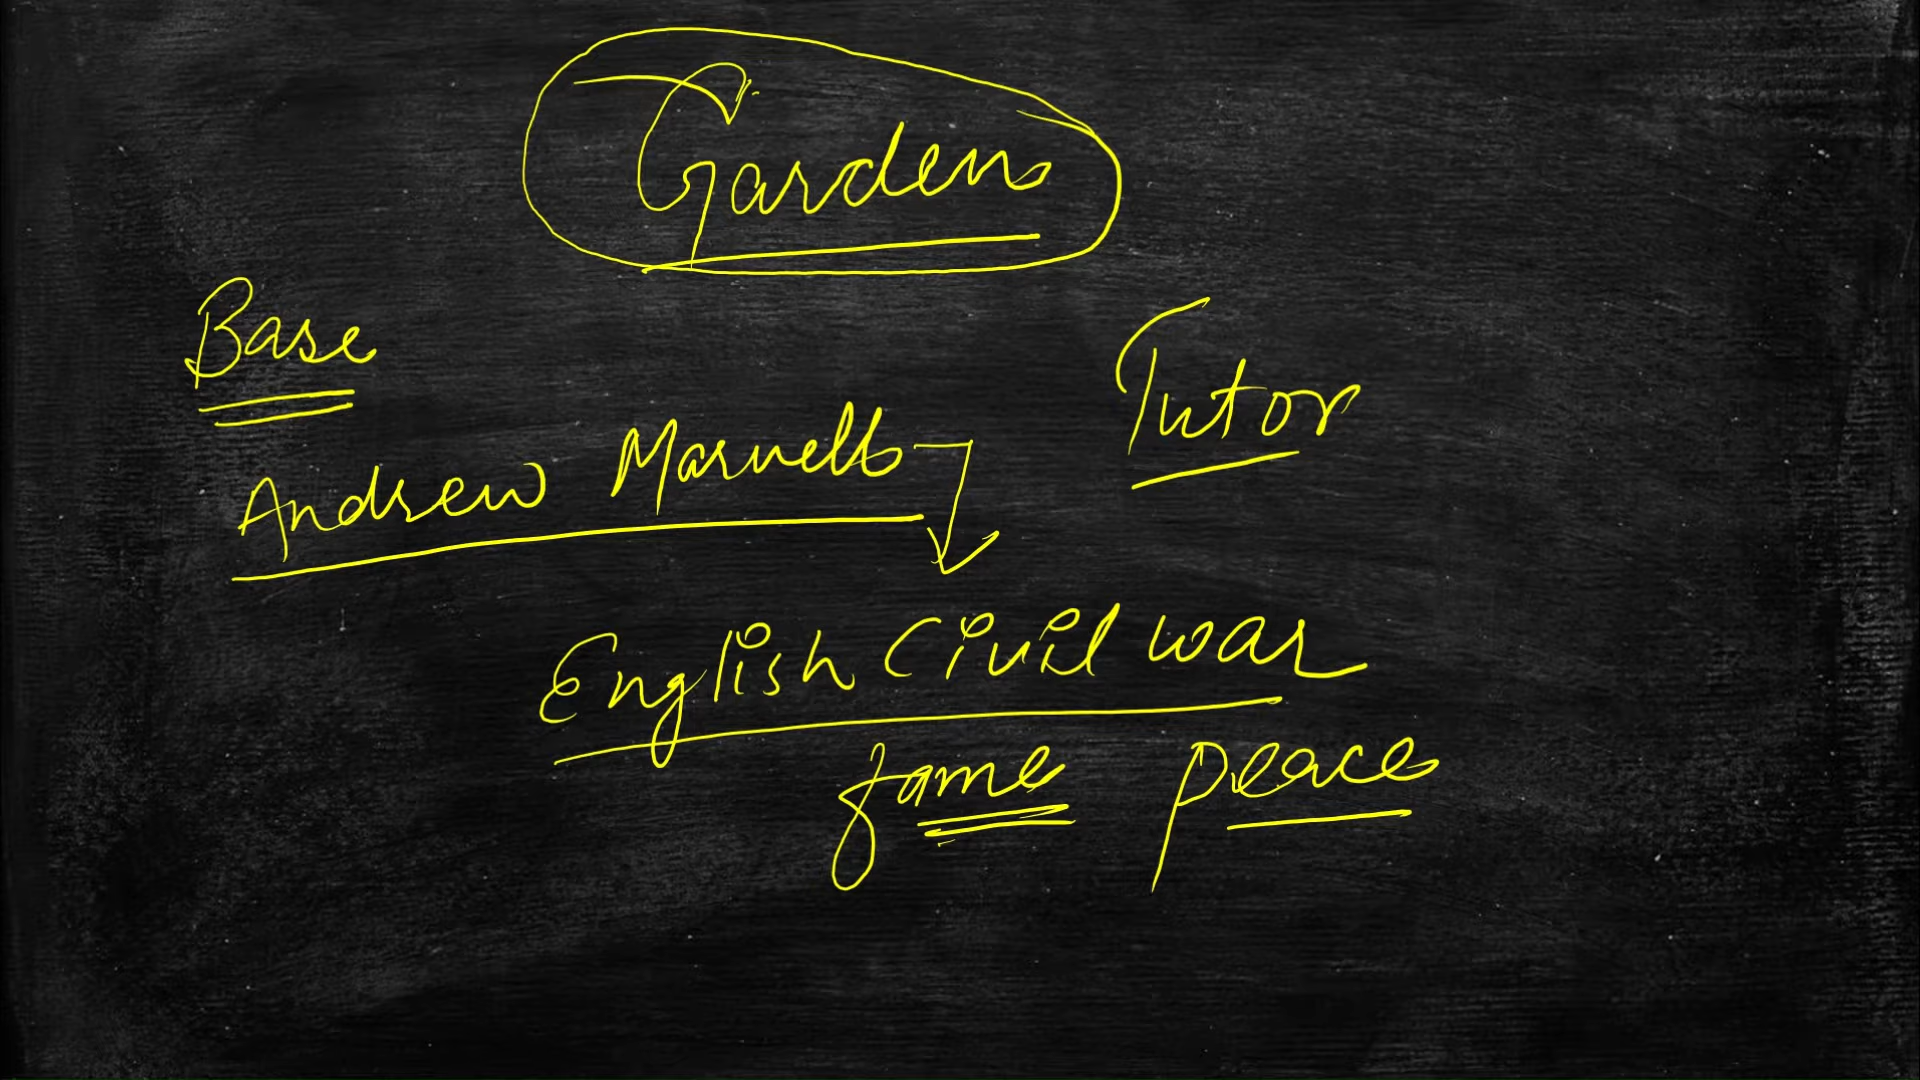 Garden
Base
Tutor
Andrew Marvell
English Civil war
fame peace